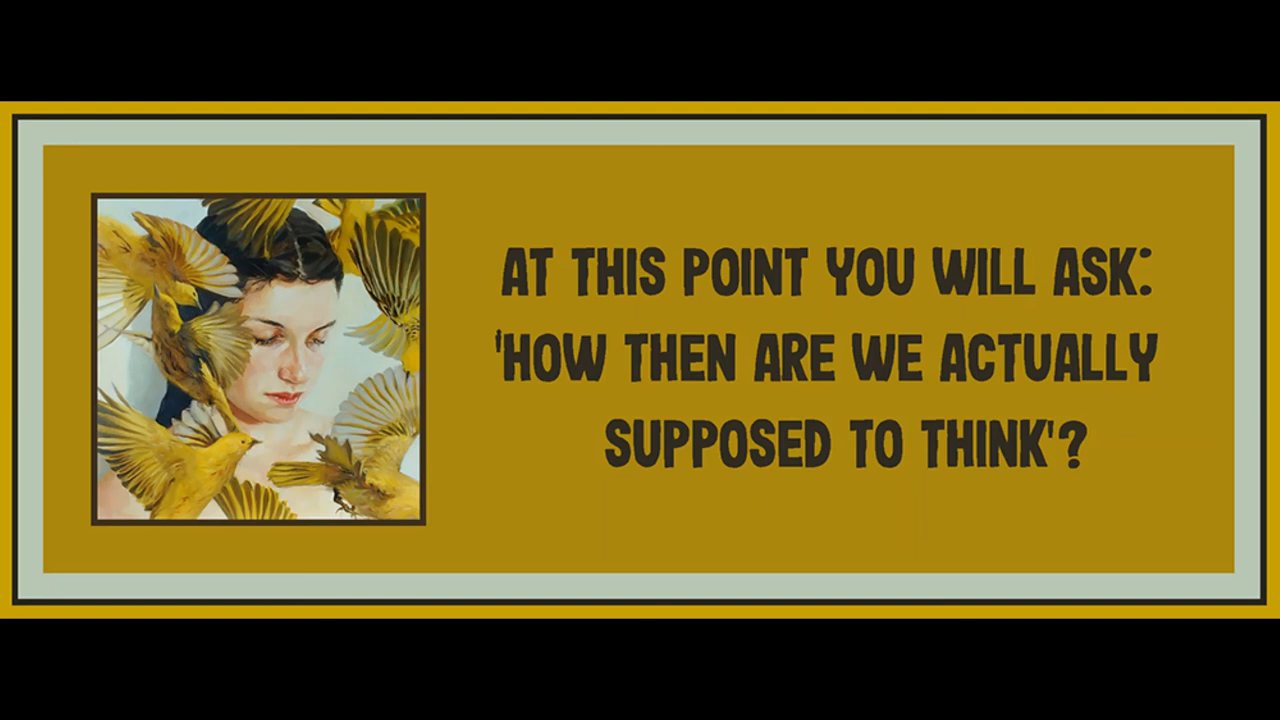 AT THIS POINT YOU WILL ASK:
'HOW THEN ARE WE ACTUALLY
SUPPOSED TO THINK'?